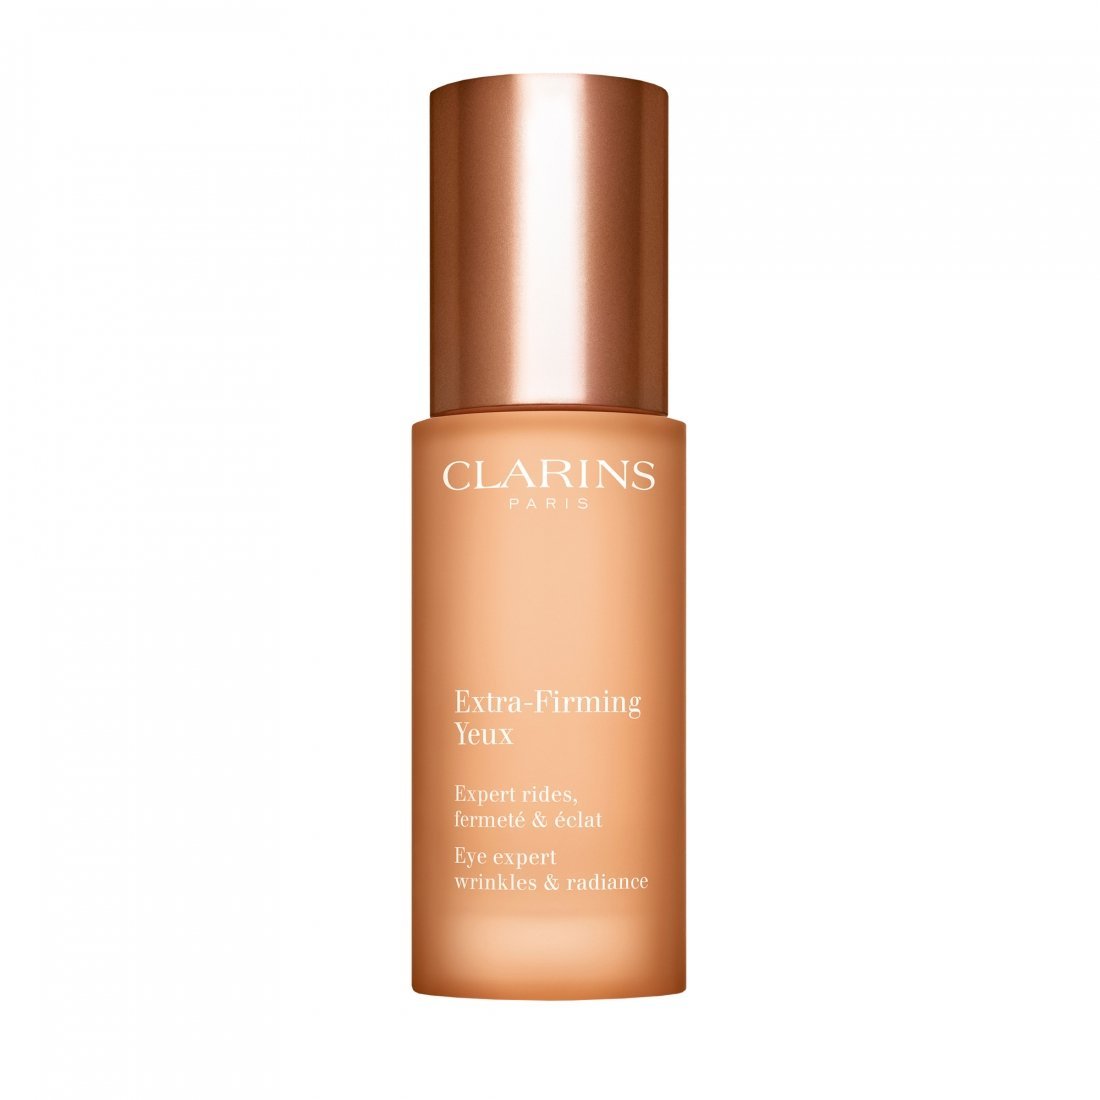 CLARINS
PARIS
Extra-Firming
Yeux
Expert rides,
fermeté & éclat
Eye expert
wrinkles & radiance